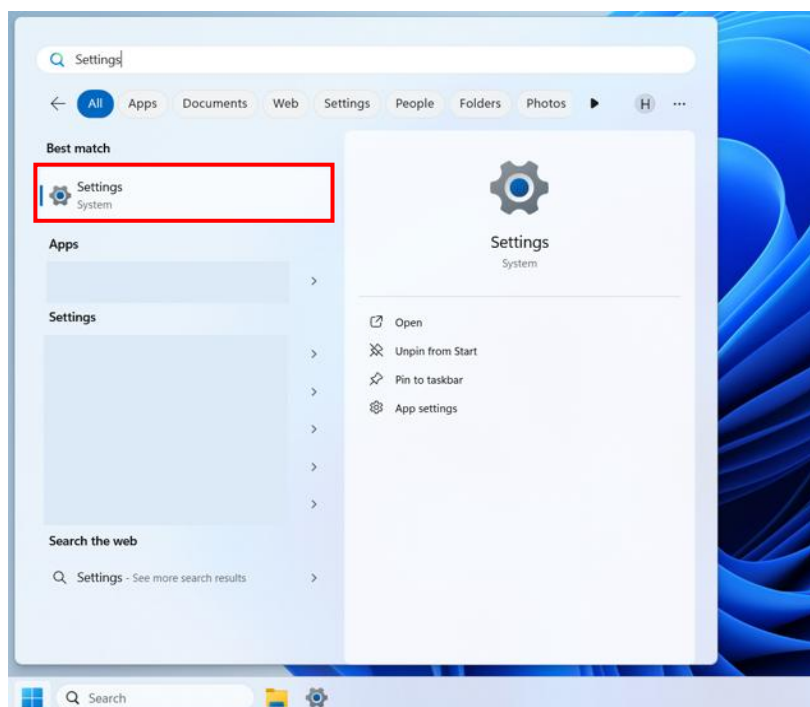 Settings
All Apps Documents Web Settings People Folders Photos H ...
Best match
Settings
System
Apps
Settings
Search the web
Settings - See more search results
Settings
System
Open
Unpin from Start
Pin to taskbar
App settings
Search